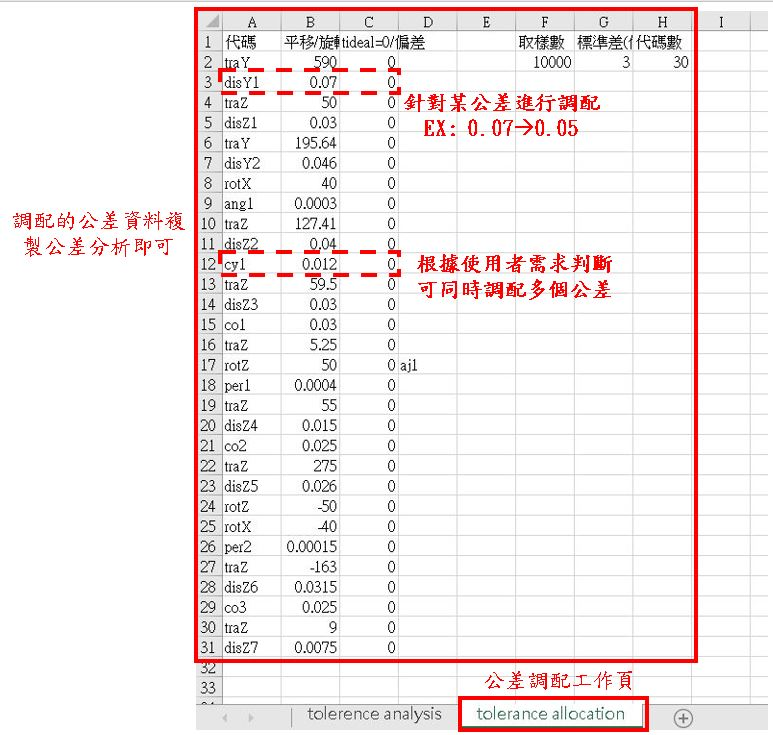 A B C D E F G H I
1 代碼 平移/旋轉 tideal=0/偏差 取樣數 標準差(个 代碼數
2 traY 590 0 10000 3 30
3 disY1 0.07 0
4 traZ 50 0
針對某公差進行調配
5 disZ1 0.03 0
EX: 0.07→0.05
6 traY 195.64 0
7 disY2 0.046 0
8 rotX 40 0
9 ang1 0.0003 0
調配的公差資料複
製公差分析即可
10 traZ 127.41 0
11 disZ2 0.04 0
12 cy1 0.012 0
根據使用者需求判斷
可同時調配多個公差
13 traZ 59.5 0
14 disZ3 0.03 0
15 co1 0.03 0
16 traZ 5.25 0
17 rotZ 50 0 aj1
18 per1 0.0004 0
19 traZ 55 0
20 disZ4 0.015 0
21 co2 0.025 0
22 traZ 275 0
23 disZ5 0.026 0
24 rotZ -50 0
25 rotX -40 0
26 per2 0.00015 0
27 traZ -163 0
28 disZ6 0.0315 0
29 co3 0.025 0
30 traZ 9 0
31 disZ7 0.0075 0
32
33
公差調配工作頁
tolerence analysis tolerance allocation